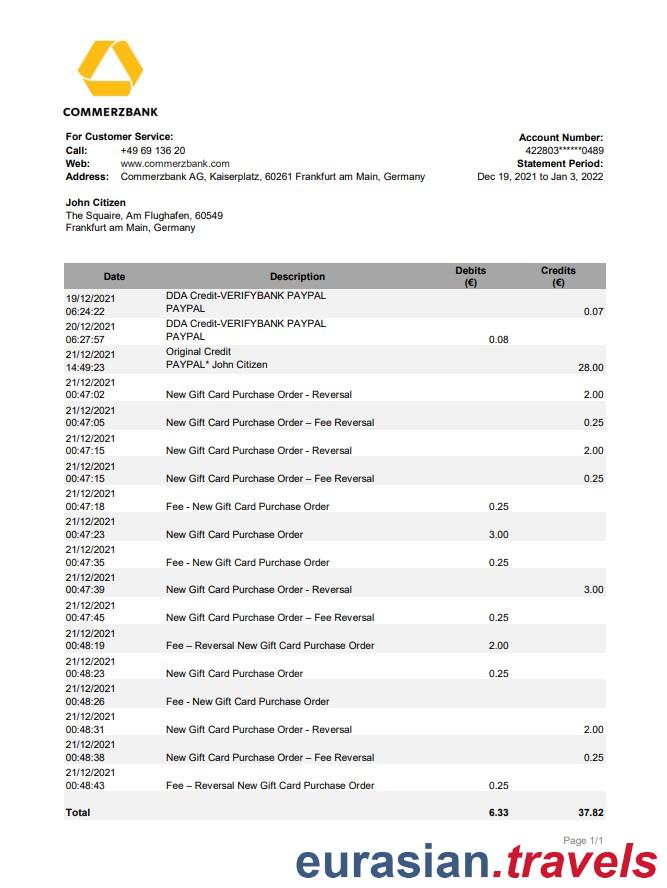 COMMERZBANK
For Customer Service:
Call: +49 69 136 20
Web: www.commerzbank.com
Address: Commerzbank AG, Kaiserplatz, 60261 Frankfurt am Main, Germany
Account Number:
422803******0489
Statement Period:
Dec 19, 2021 to Jan 3, 2022
John Citizen
The Squaire, Am Flughafen, 60549
Frankfurt am Main, Germany
Date Description Debits (€) Credits (€)
19/12/2021 DDA Credit-VERIFYBANK PAYPAL
06:24:22 PAYPAL 0.07
20/12/2021 DDA Credit-VERIFYBANK PAYPAL
06:27:57 PAYPAL 0.08
21/12/2021 Original Credit
14:49:23 PAYPAL* John Citizen 28.00
21/12/2021
00:47:02 New Gift Card Purchase Order - Reversal 2.00
21/12/2021
00:47:05 New Gift Card Purchase Order – Fee Reversal 0.25
21/12/2021
00:47:15 New Gift Card Purchase Order - Reversal 2.00
21/12/2021
00:47:15 New Gift Card Purchase Order – Fee Reversal 0.25
21/12/2021
00:47:18 Fee - New Gift Card Purchase Order 0.25
21/12/2021
00:47:23 New Gift Card Purchase Order 3.00
21/12/2021
00:47:35 Fee - New Gift Card Purchase Order 0.25
21/12/2021
00:47:39 New Gift Card Purchase Order - Reversal 3.00
21/12/2021
00:47:45 New Gift Card Purchase Order – Fee Reversal 0.25
21/12/2021
00:48:19 Fee – Reversal New Gift Card Purchase Order 2.00
21/12/2021
00:48:23 New Gift Card Purchase Order 0.25
21/12/2021
00:48:26 Fee - New Gift Card Purchase Order
21/12/2021
00:48:31 New Gift Card Purchase Order - Reversal 2.00
21/12/2021
00:48:38 New Gift Card Purchase Order – Fee Reversal 0.25
21/12/2021
00:48:43 Fee – Reversal New Gift Card Purchase Order 0.25
Total 6.33 37.82
Page 1/1
eurasian.travels